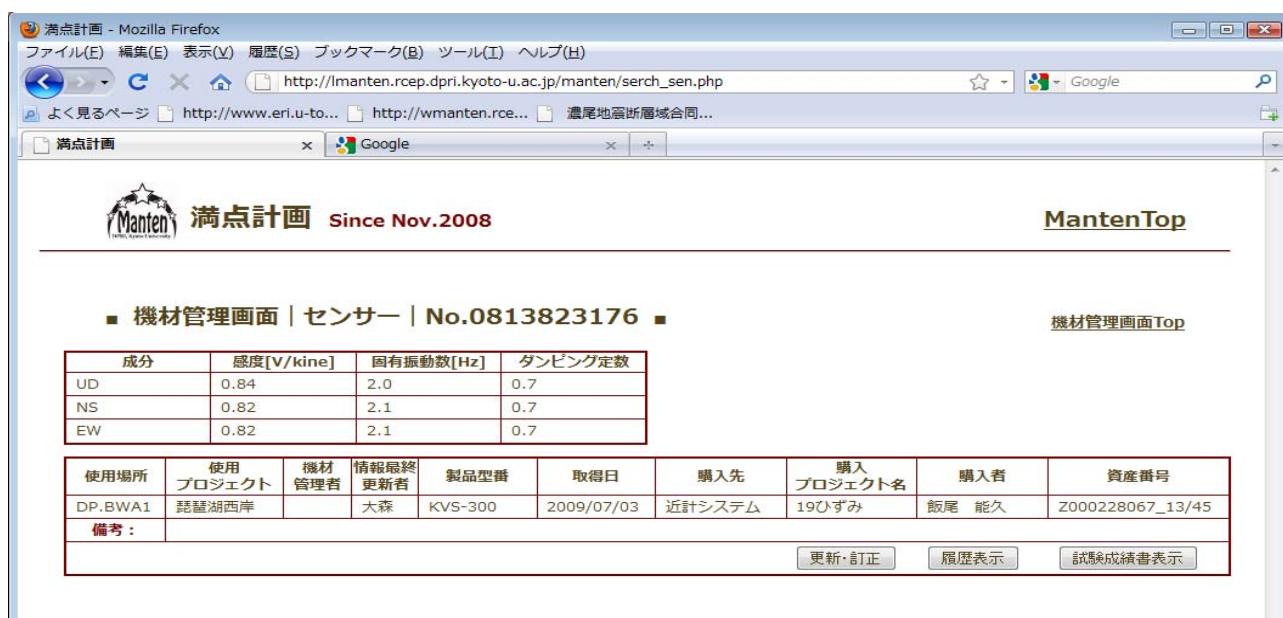 満点計画 - Mozilla Firefox
ファイル(F) 編集(E) 表示(V) 履歴(S) ブックマーク(B) ツール(T) ヘルプ(H)
http://lmanten.rcep.dpri.kyoto-u.ac.jp/manten/serch_sen.php Google
よく見るページ http://www.eri.u-to... http://wmanten.rce... 濃尾地震断層域合同...
満点計画 Google
Manten 満点計画 Since Nov.2008 MantenTop
■ 機材管理画面｜センサー｜No.0813823176 ■ 機材管理画面Top
成分 感度[V/kine] 固有振動数[Hz] ダンピング定数
UD 0.84 2.0 0.7
NS 0.82 2.1 0.7
EW 0.82 2.1 0.7
使用場所 使用プロジェクト 機材管理者 情報最終更新者 製品型番 取得日 購入先 購入プロジェクト名 購入者 資産番号
DP.BWA1 琵琶湖西岸 大森 KVS-300 2009/07/03 近計システム 19ひずみ 飯尾 能久 Z000228067_13/45
備考：
更新･訂正 履歴表示 試験成績書表示